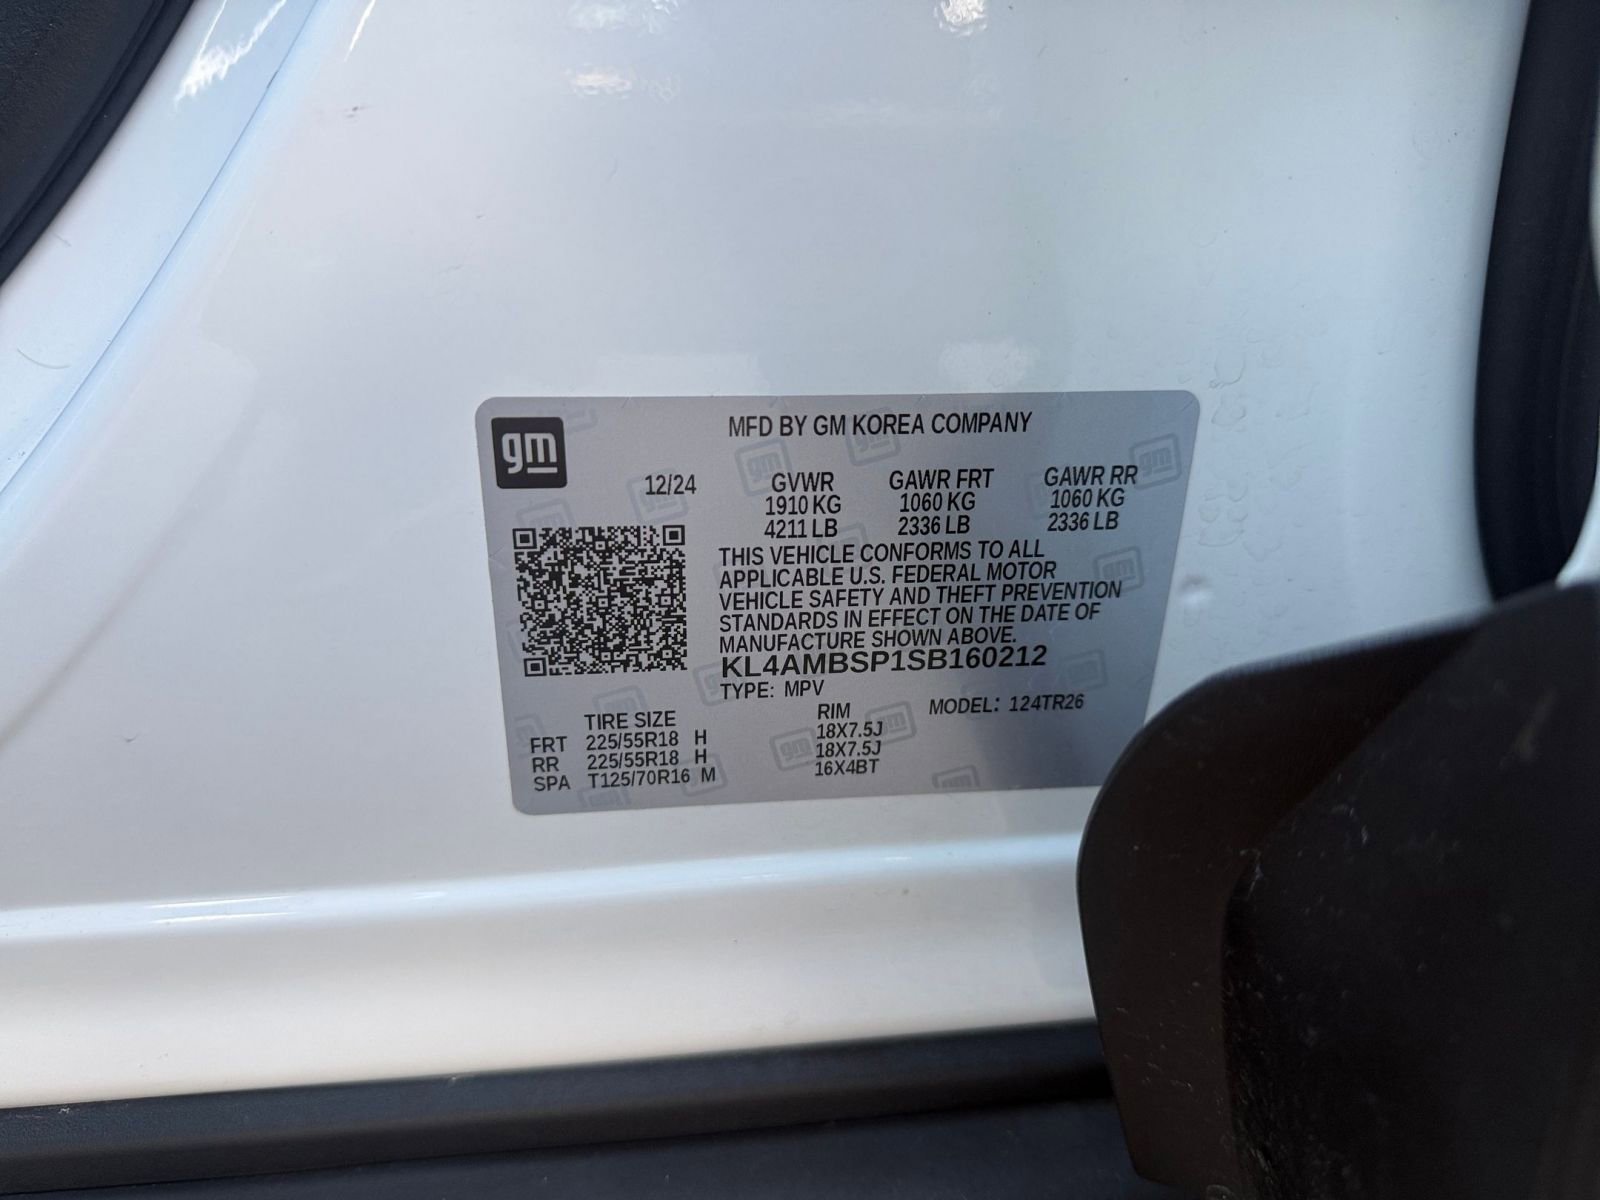 gm
MFD BY GM KOREA COMPANY
12/24 GVWR GAWR FRT GAWR RR
1910 KG 1060 KG 1060 KG
4211 LB 2336 LB 2336 LB
THIS VEHICLE CONFORMS TO ALL
APPLICABLE U.S. FEDERAL MOTOR
VEHICLE SAFETY AND THEFT PREVENTION
STANDARDS IN EFFECT ON THE DATE OF
MANUFACTURE SHOWN ABOVE.
KL4AMBSP1SB160212
TYPE: MPV
MODEL: 124TR26
TIRE SIZE RIM
FRT 225/55R18 H 18X7.5J
RR 225/55R18 H 18X7.5J
SPA T125/70R16 M 16X4BT